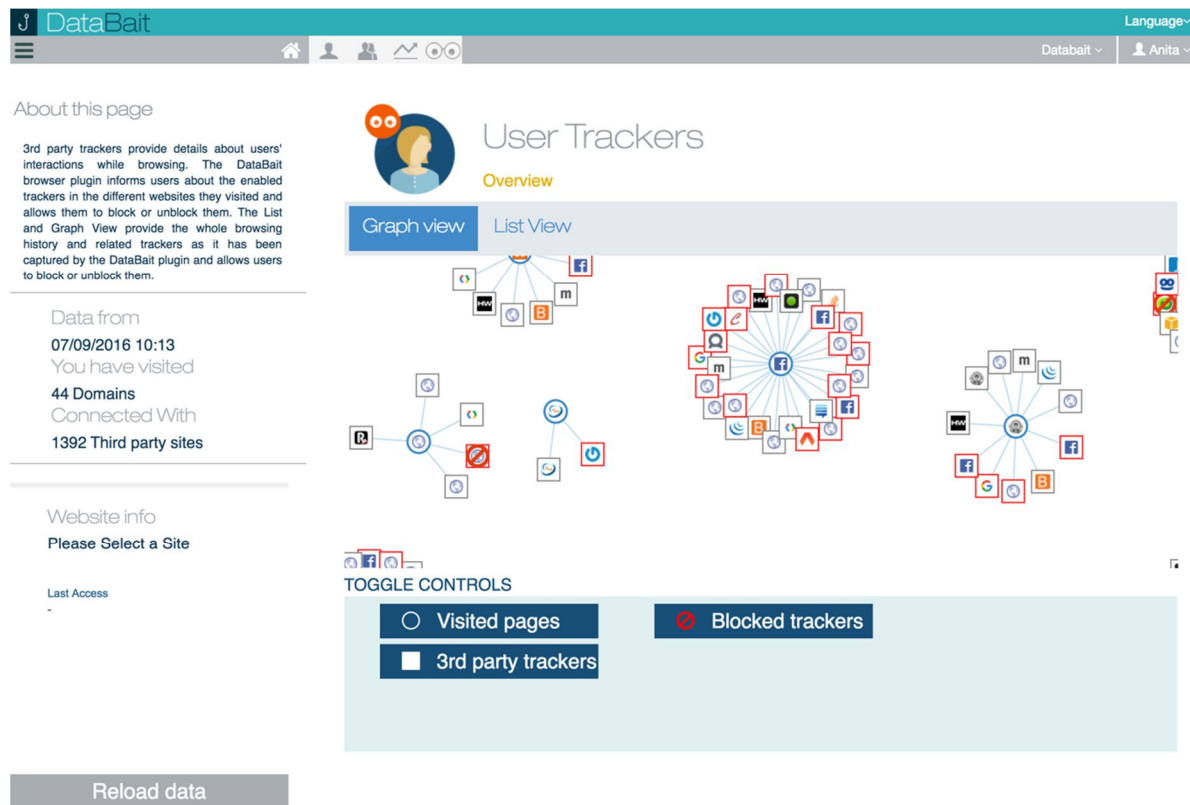 DataBait
Language
Databait
Anita
About this page
3rd party trackers provide details about users'
interactions while browsing. The DataBait
browser plugin informs users about the enabled
trackers in the different websites they visited and
allows them to block or unblock them. The List
and Graph View provide the whole browsing
history and related trackers as it has been
captured by the DataBait plugin and allows users
to block or unblock them.
Data from
07/09/2016 10:13
You have visited
44 Domains
Connected With
1392 Third party sites
Website info
Please Select a Site
Last Access
-
Reload data
User Trackers
Overview
Graph view
List View
HW
B
m
HW
m
G
B
R
m
HW
G
B
TOGGLE CONTROLS
Visited pages
Blocked trackers
3rd party trackers